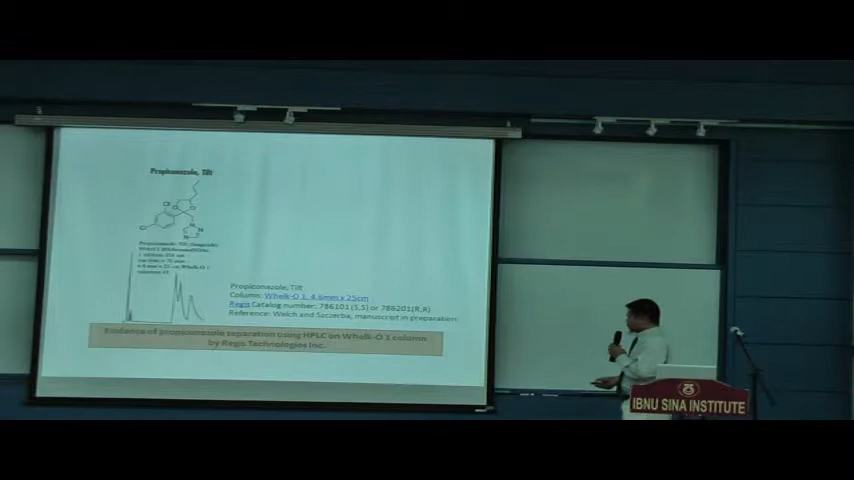 Propiconazole, Tilt
Cl
Cl
Propiconazole, Tilt
Column: Whelk-O 1, 4.6mm x 25cm
Regis Catalog number: 786101 (S,S) or 786201(R,R)
Reference: Welch and Szczerba, manuscript in preparation
Evidence of propiconazole separation using HPLC on Whelk-O 1 column
by Regis Technologies Inc.
IBNU SINA INSTITUTE